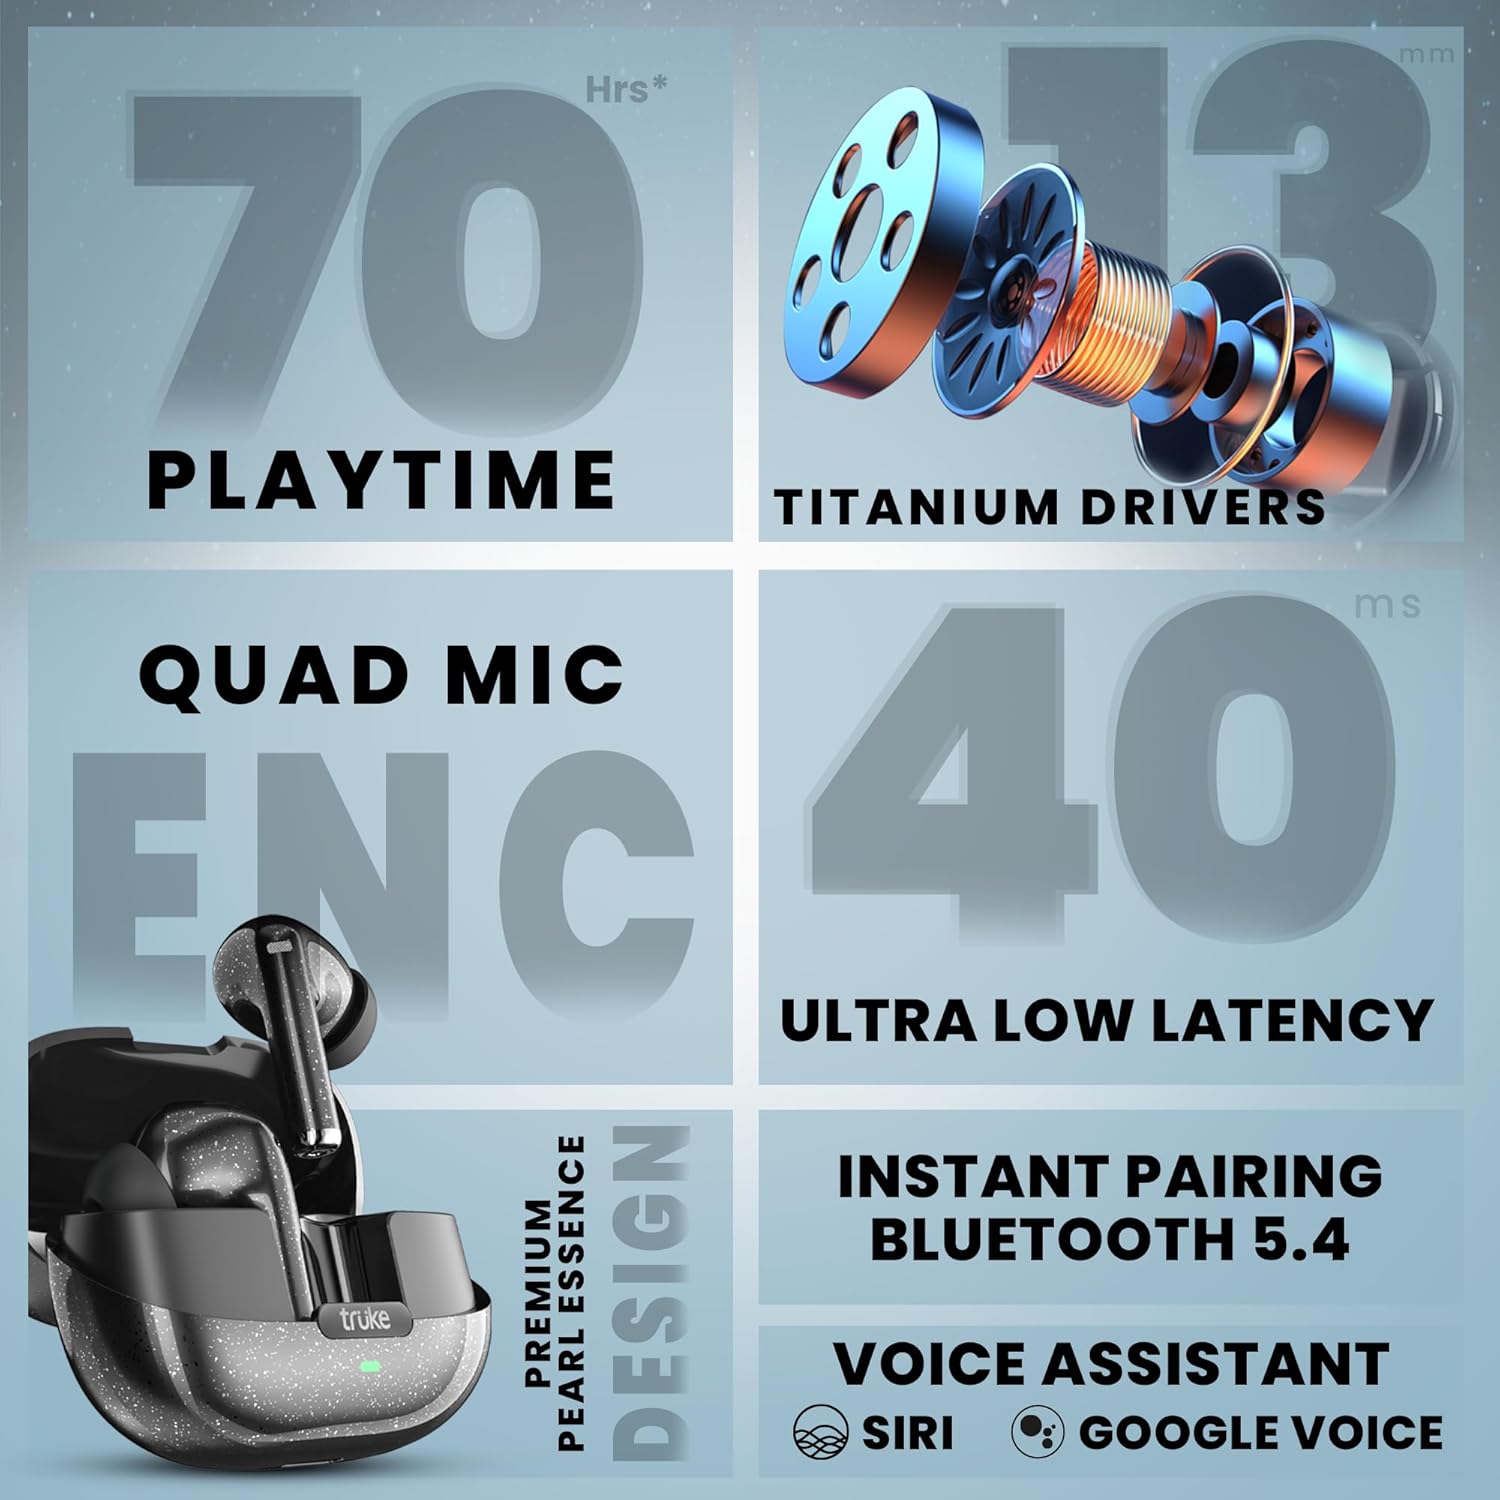 70 Hrs*
PLAYTIME
13 mm
TITANIUM DRIVERS
QUAD MIC
ENC
40 ms
ULTRA LOW LATENCY
PREMIUM
PEARL ESSENCE
DESIGN
trüke
INSTANT PAIRING
BLUETOOTH 5.4
VOICE ASSISTANT
SIRI GOOGLE VOICE